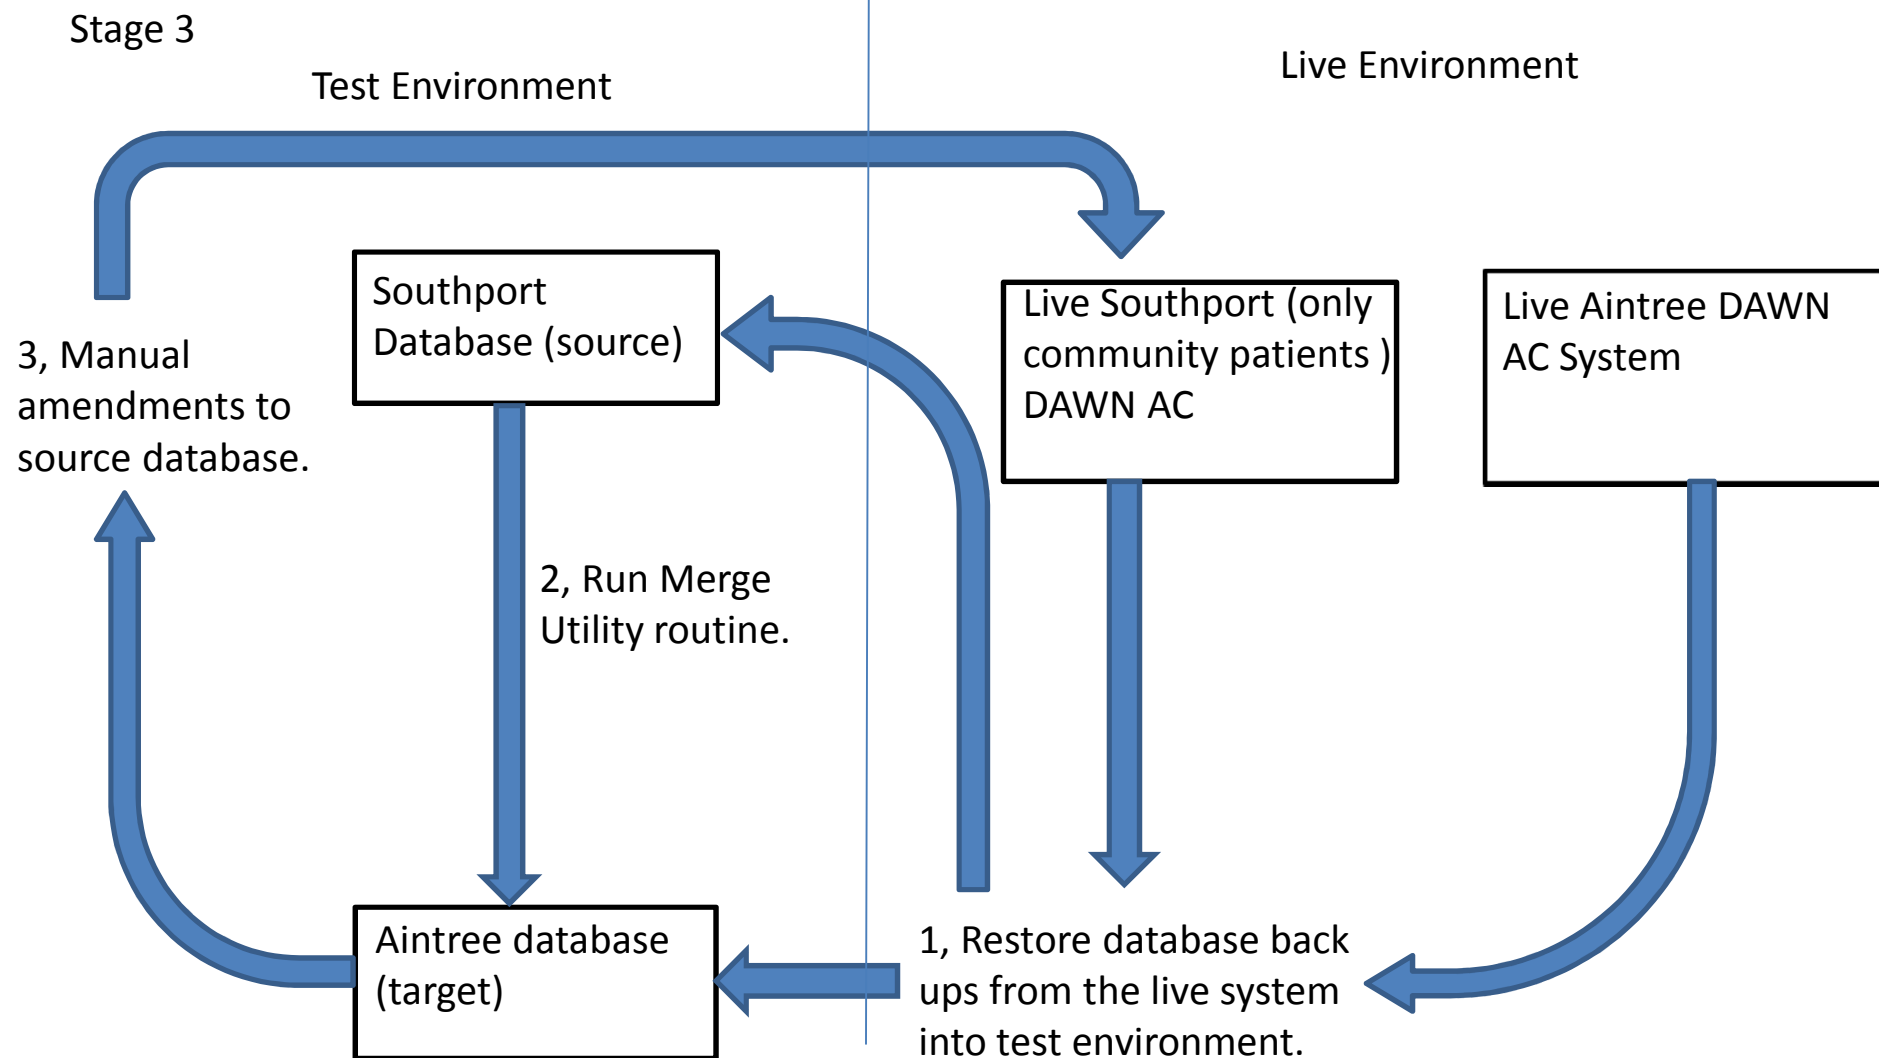 Stage 3
Test Environment
Live Environment
Southport
Database (source)
Live Southport (only
community patients )
DAWN AC
Live Aintree DAWN
AC System
3, Manual
amendments to
source database.
2, Run Merge
Utility routine.
Aintree database
(target)
1, Restore database back
ups from the live system
into test environment.